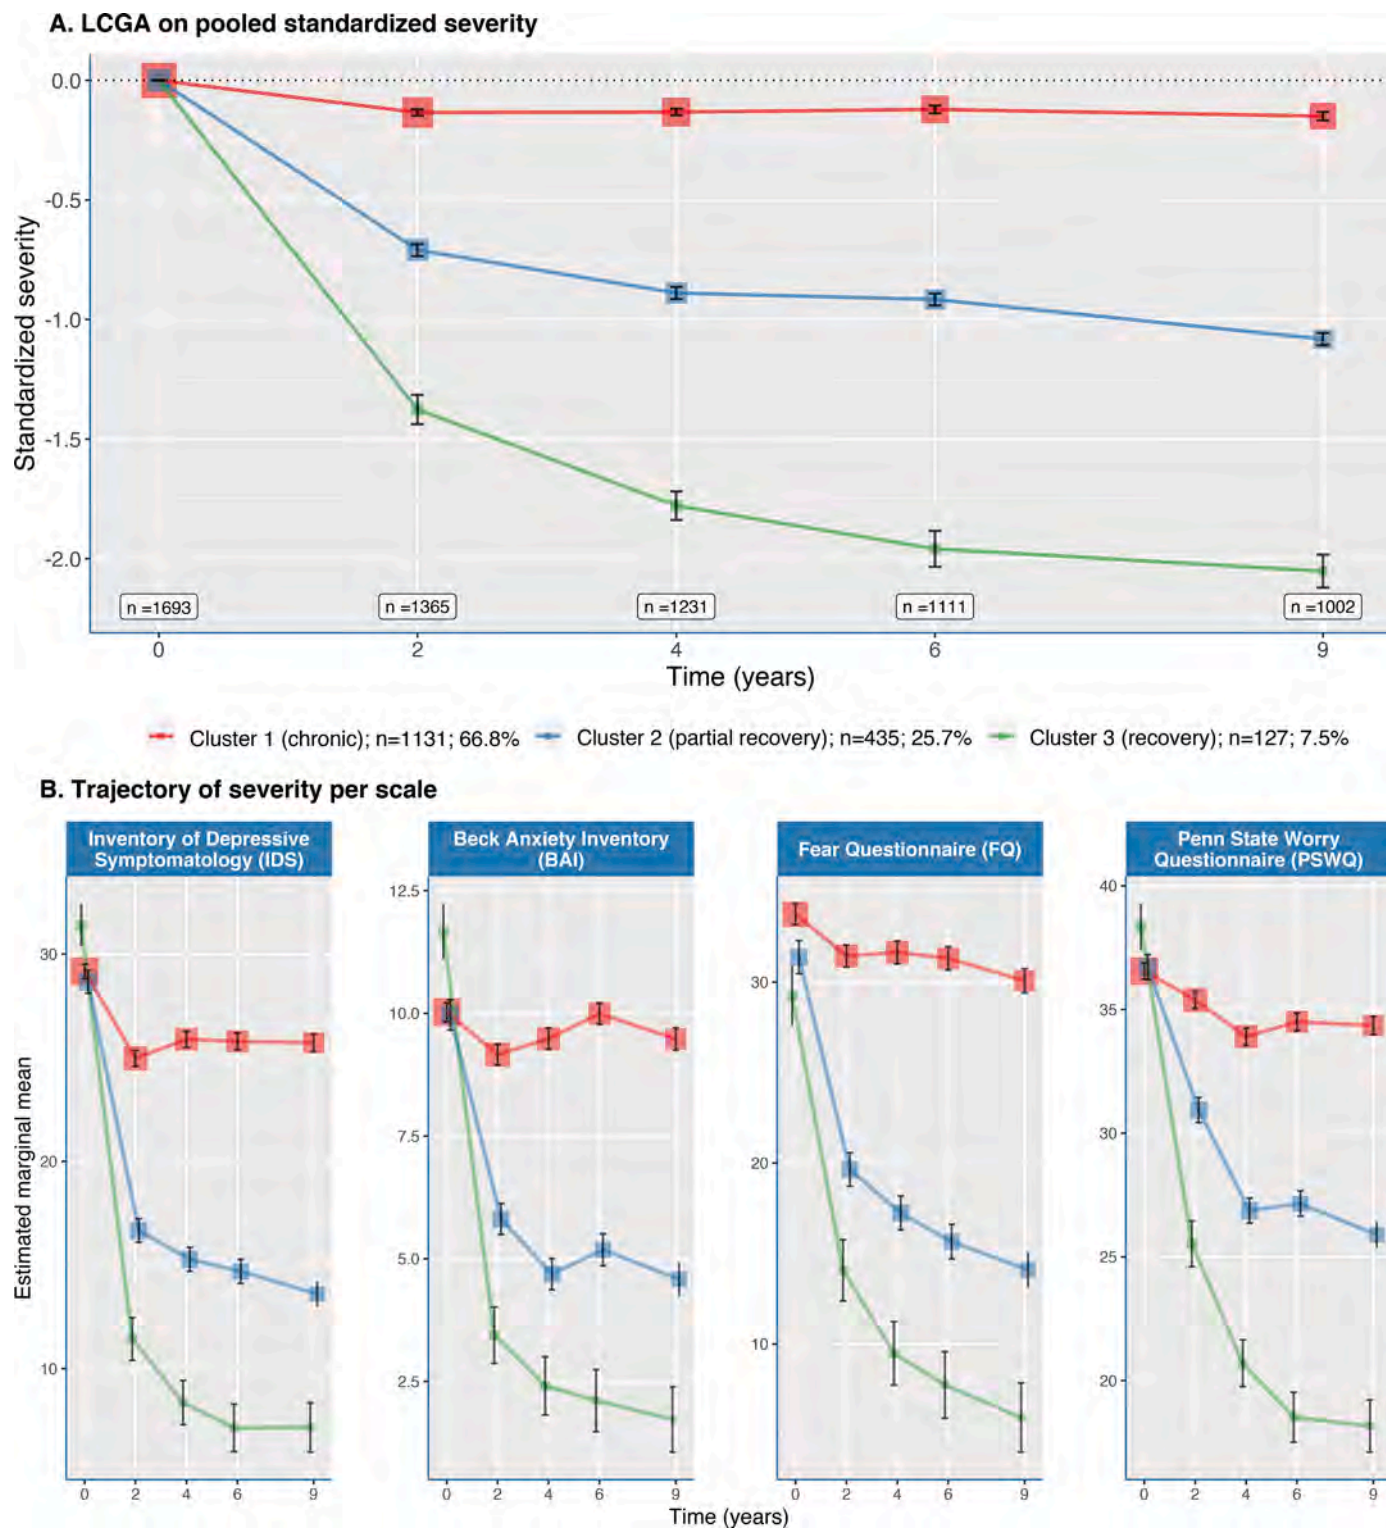 A. LCGA on pooled standardized severity
Standardized severity
0.0
-0.5
-1.0
-1.5
-2.0
n =1693
n =1365
n =1231
n =1111
n =1002
0
2
4
6
9
Time (years)
Cluster 1 (chronic); n=1131; 66.8%
Cluster 2 (partial recovery); n=435; 25.7%
Cluster 3 (recovery); n=127; 7.5%
B. Trajectory of severity per scale
Estimated marginal mean
Inventory of Depressive
Symptomatology (IDS)
30
20
10
0
2
4
6
9
Beck Anxiety Inventory
(BAI)
12.5
10.0
7.5
5.0
2.5
0
2
4
6
9
Fear Questionnaire (FQ)
30
20
10
0
2
4
6
9
Penn State Worry
Questionnaire (PSWQ)
40
35
30
25
20
0
2
4
6
9
Time (years)